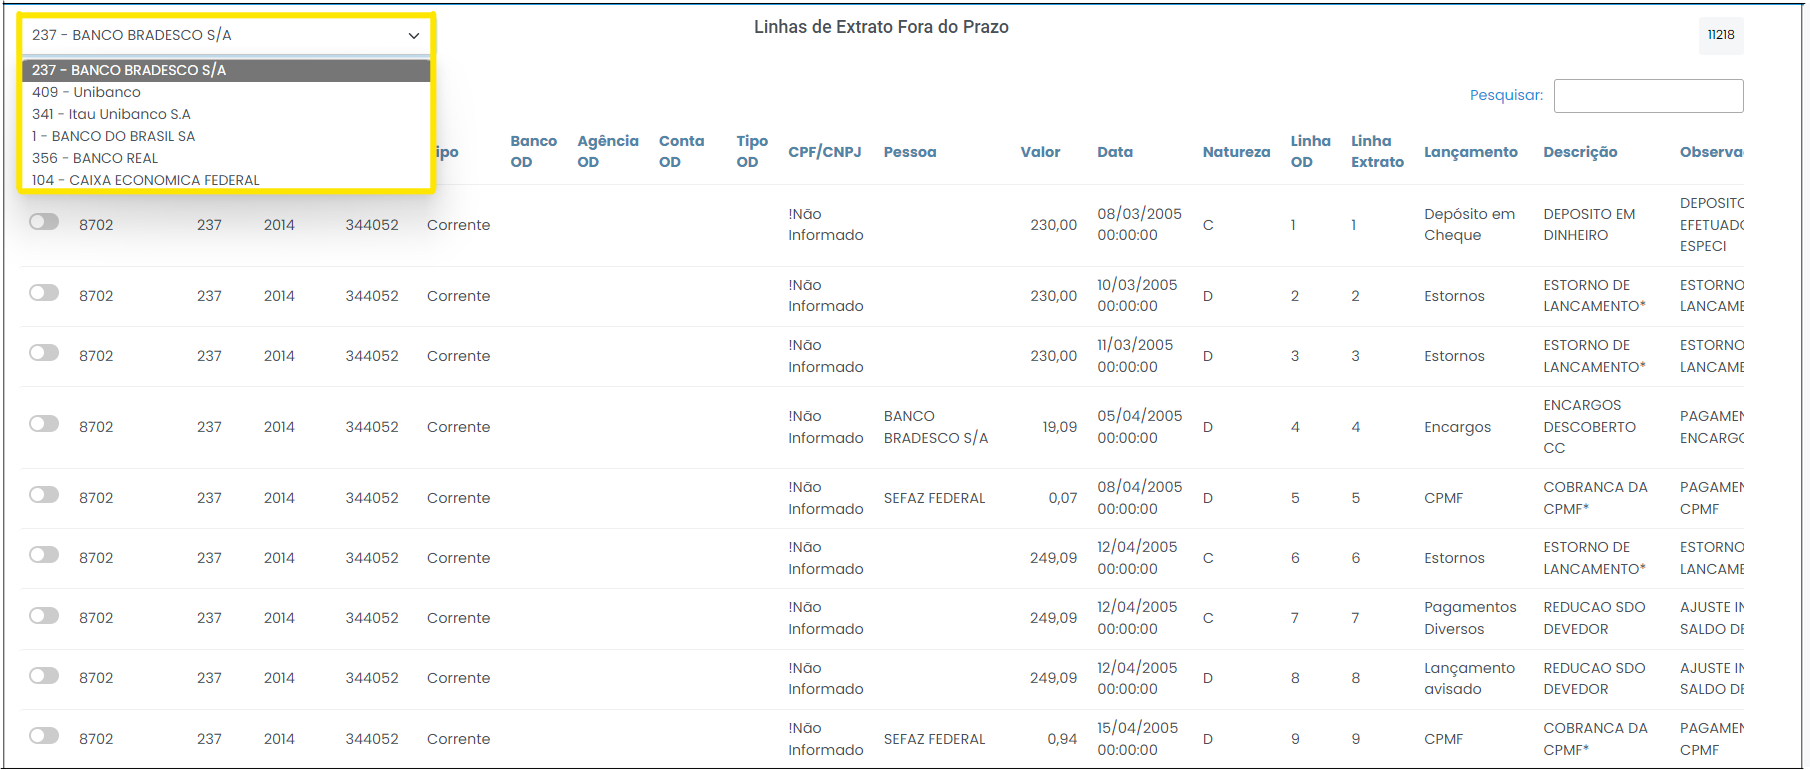 237 - BANCO BRADESCO S/A
Linhas de Extrato Fora do Prazo
11218
237 - BANCO BRADESCO S/A
409 - Unibanco
341 - Itau Unibanco S.A
1 - BANCO DO BRASIL SA
356 - BANCO REAL
104 - CAIXA ECONOMICA FEDERAL
Pesquisar:
ipo Banco OD Agência OD Conta OD Tipo OD CPF/CNPJ Pessoa Valor Data Natureza Linha OD Linha Extrato Lançamento Descrição Observa
8702 237 2014 344052 Corrente !Não Informado 230,00 08/03/2005 00:00:00 C 1 1 Depósito em Cheque DEPOSITO EM DINHEIRO DEPOSITO EFETUADO ESPECI
8702 237 2014 344052 Corrente !Não Informado 230,00 10/03/2005 00:00:00 D 2 2 Estornos ESTORNO DE LANCAMENTO* ESTORNO LANCAME
8702 237 2014 344052 Corrente !Não Informado 230,00 11/03/2005 00:00:00 D 3 3 Estornos ESTORNO DE LANCAMENTO* ESTORNO LANCAME
8702 237 2014 344052 Corrente !Não Informado BANCO BRADESCO S/A 19,09 05/04/2005 00:00:00 D 4 4 Encargos ENCARGOS DESCOBERTO CC PAGAMEN ENCARGO
8702 237 2014 344052 Corrente !Não Informado SEFAZ FEDERAL 0,07 08/04/2005 00:00:00 D 5 5 CPMF COBRANCA DA CPMF* PAGAMEN CPMF
8702 237 2014 344052 Corrente !Não Informado 249,09 12/04/2005 00:00:00 C 6 6 Estornos ESTORNO DE LANCAMENTO* ESTORNO LANCAME
8702 237 2014 344052 Corrente !Não Informado 249,09 12/04/2005 00:00:00 C 7 7 Pagamentos Diversos REDUCAO SDO DEVEDOR AJUSTE IN SALDO DE
8702 237 2014 344052 Corrente !Não Informado 249,09 12/04/2005 00:00:00 D 8 8 Lançamento avisado REDUCAO SDO DEVEDOR AJUSTE IN SALDO DE
8702 237 2014 344052 Corrente !Não Informado SEFAZ FEDERAL 0,94 15/04/2005 00:00:00 D 9 9 CPMF COBRANCA DA CPMF* PAGAMEN CPMF